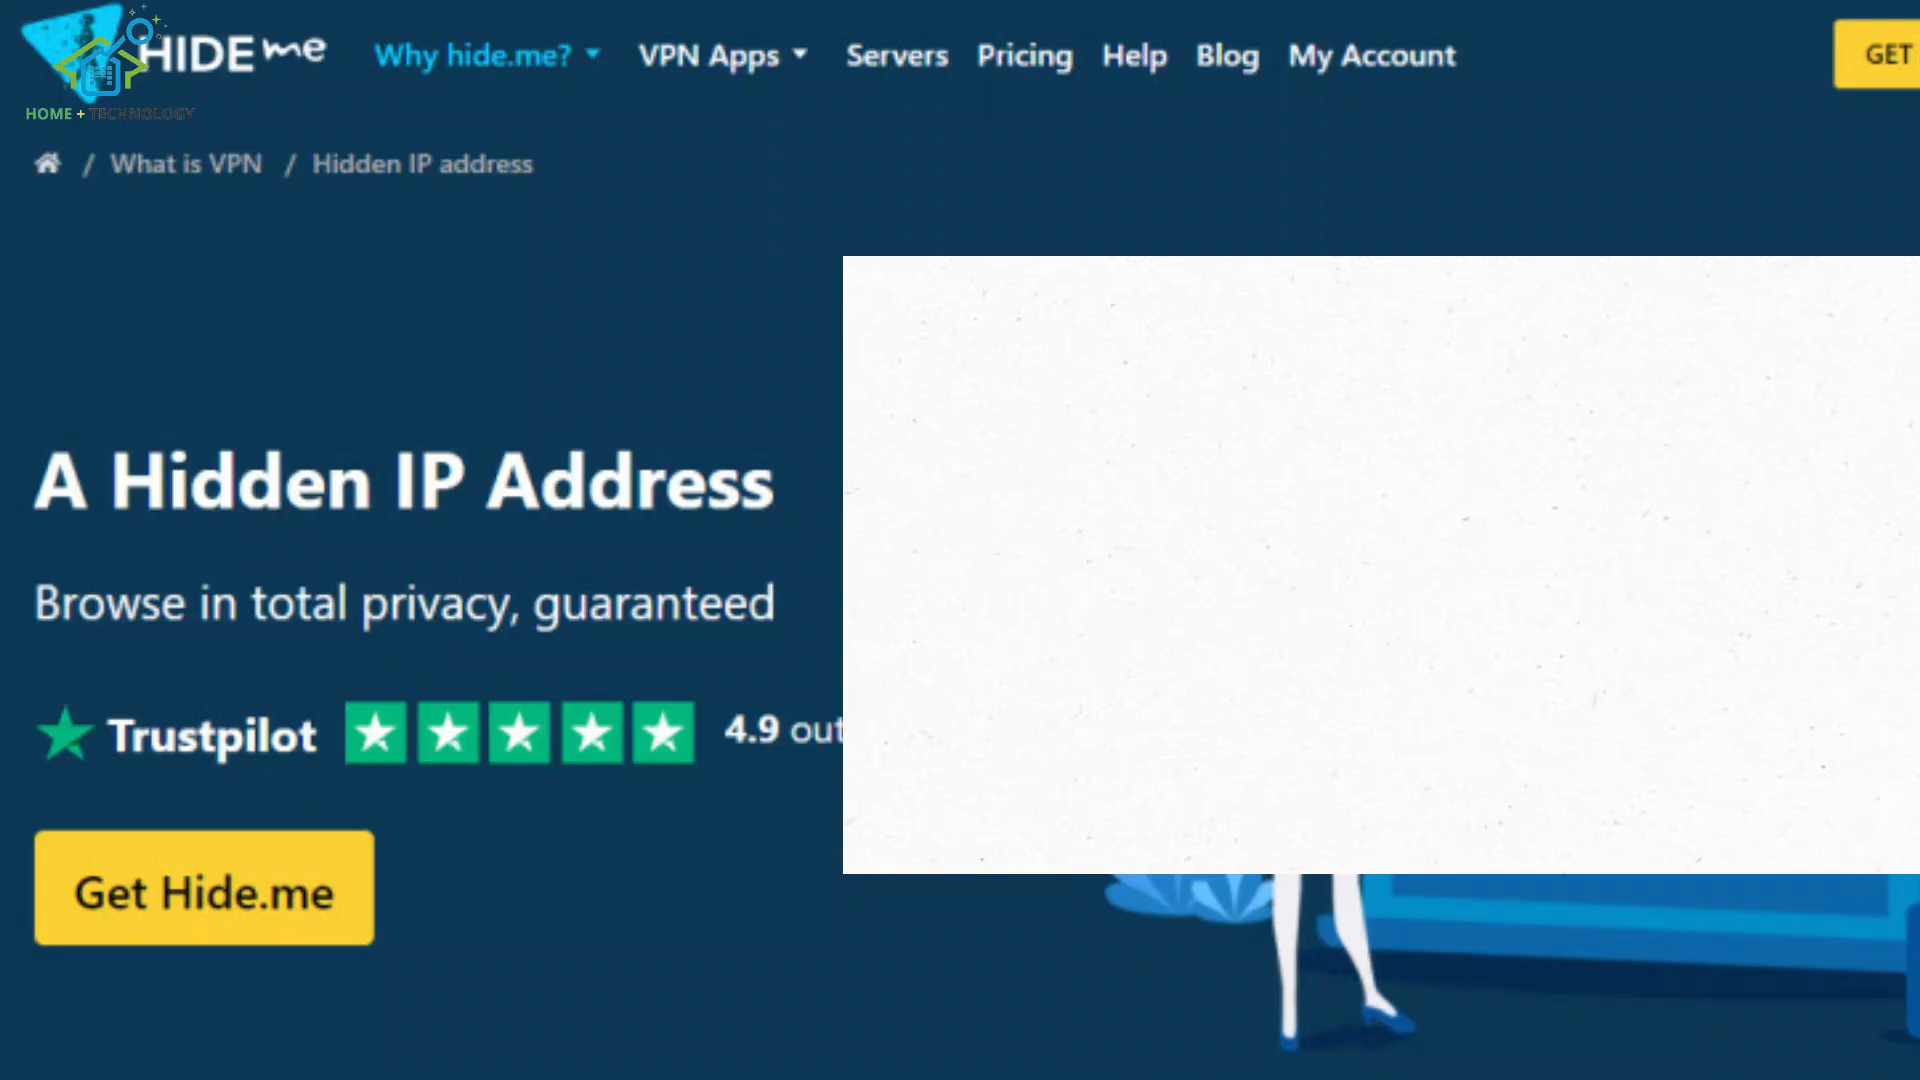 HIDE me
HOME + TECHNOLOGY
Why hide.me? VPN Apps Servers Pricing Help Blog My Account
GET
/ What is VPN / Hidden IP address
A Hidden IP Address
Browse in total privacy, guaranteed
Trustpilot 4.9 out
Get Hide.me